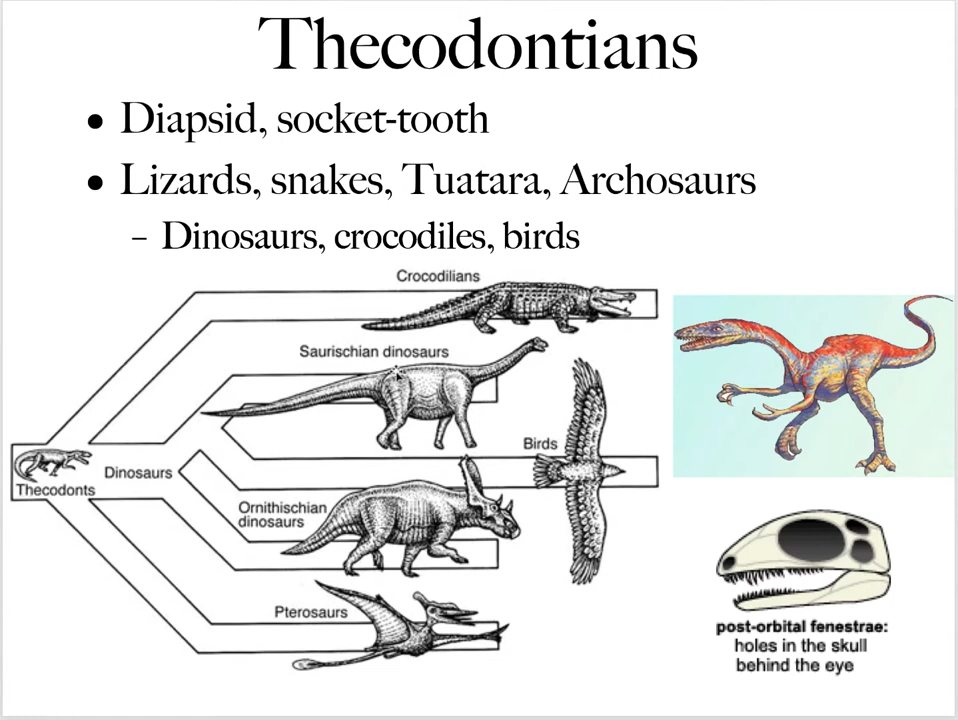 Thecodontians
• Diapsid, socket-tooth
• Lizards, snakes, Tuatara, Archosaurs
– Dinosaurs, crocodiles, birds
Crocodilians
Saurischian dinosaurs
Birds
Dinosaurs
Thecodonts
Ornithischian
dinosaurs
Pterosaurs
post-orbital fenestrae:
holes in the skull
behind the eye